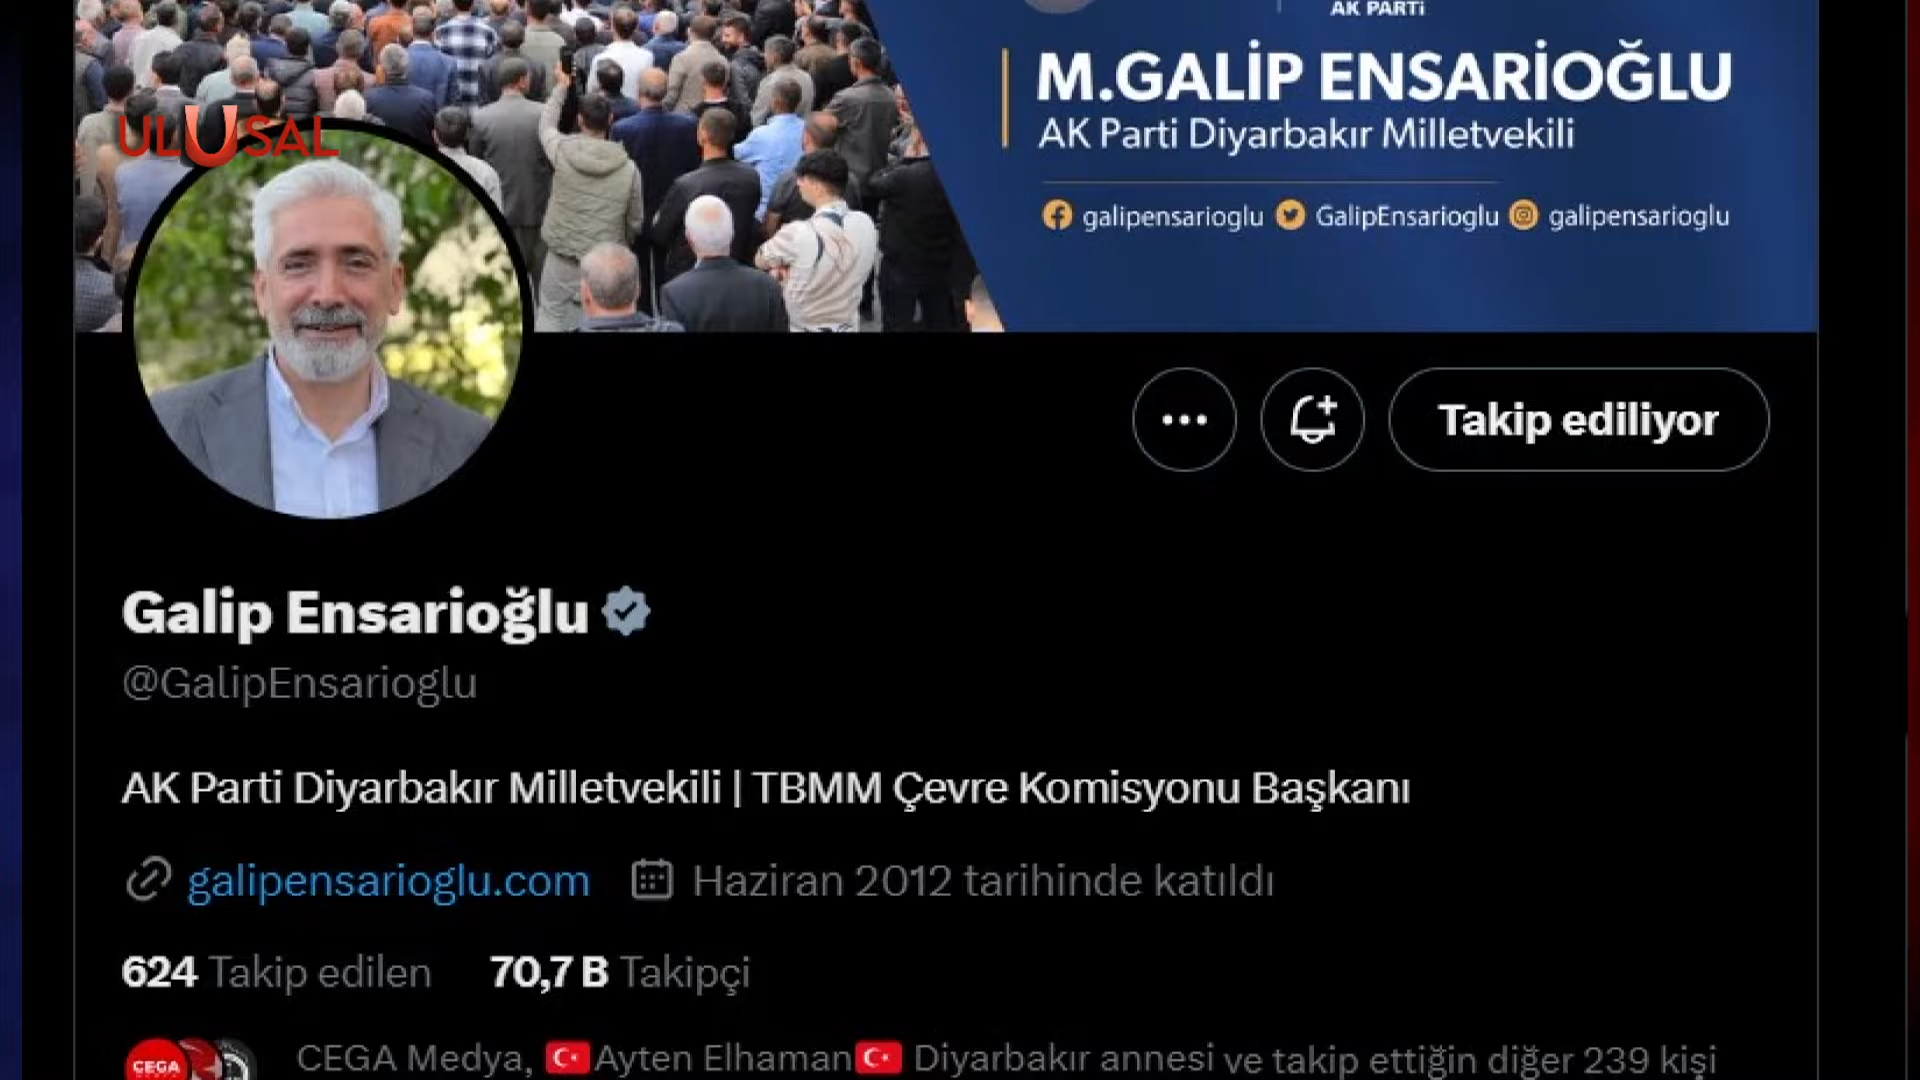 AK PARTi
M.GALİP ENSARİOĞLU
AK Parti Diyarbakır Milletvekili
galipensarioglu GalipEnsarioglu galipensarioglu
ULUSAL
Takip ediliyor
Galip Ensarioğlu
@GalipEnsarioglu
AK Parti Diyarbakır Milletvekili | TBMM Çevre Komisyonu Başkanı
galipensarioglu.com Haziran 2012 tarihinde katıldı
624 Takip edilen 70,7 B Takipçi
CEGA CEGA Medya, 🇹🇷Ayten Elhaman🇹🇷 Diyarbakır annesi ve takip ettiğin diğer 239 kişi